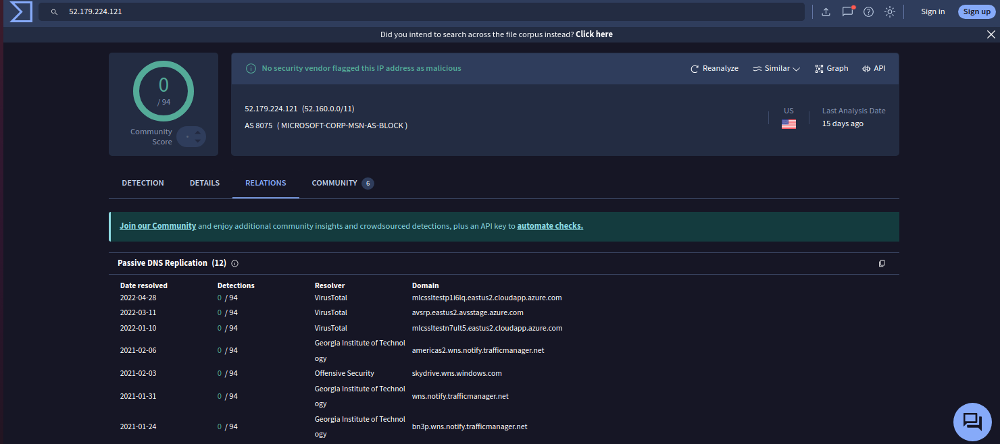 52.179.224.121
Sign in
Sign up
Did you intend to search across the file corpus instead? Click here
0
/ 94
Community
Score
No security vendor flagged this IP address as malicious
Reanalyze
Similar
Graph
API
52.179.224.121 (52.160.0.0/11)
AS 8075 ( MICROSOFT-CORP-MSN-AS-BLOCK )
US
Last Analysis Date
15 days ago
DETECTION DETAILS RELATIONS COMMUNITY 6
Join our Community and enjoy additional community insights and crowdsourced detections, plus an API key to automate checks.
Passive DNS Replication (12)
Date resolved Detections Resolver Domain
2022-04-28 0 / 94 VirusTotal mlcssltestp1i6lq.eastus2.cloudapp.azure.com
2022-03-11 0 / 94 VirusTotal avsrp.eastus2.avsstage.azure.com
2022-01-10 0 / 94 VirusTotal mlcssltestn7ult5.eastus2.cloudapp.azure.com
Georgia Institute of Technol
2021-02-06 0 / 94 americas2.wns.notify.trafficmanager.net
ogy
2021-02-03 0 / 94 Offensive Security skydrive.wns.windows.com
Georgia Institute of Technol
2021-01-31 0 / 94 wns.notify.trafficmanager.net
ogy
Georgia Institute of Technol
2021-01-24 0 / 94 bn3p.wns.notify.trafficmanager.net
ogy